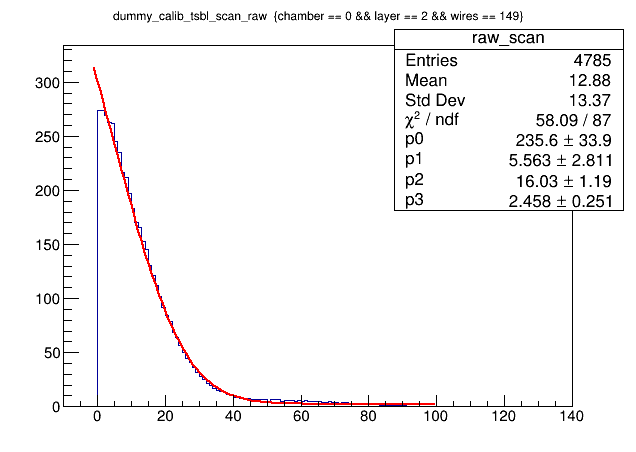 dummy_calib_tsbl_scan_raw {chamber == 0 && layer == 2 && wires == 149}
raw_scan
Entries 4785
Mean 12.88
Std Dev 13.37
χ² / ndf 58.09 / 87
p0 235.6 ± 33.9
p1 5.563 ± 2.811
p2 16.03 ± 1.19
p3 2.458 ± 0.251
300
250
200
150
100
50
0
0 20 40 60 80 100 120 140